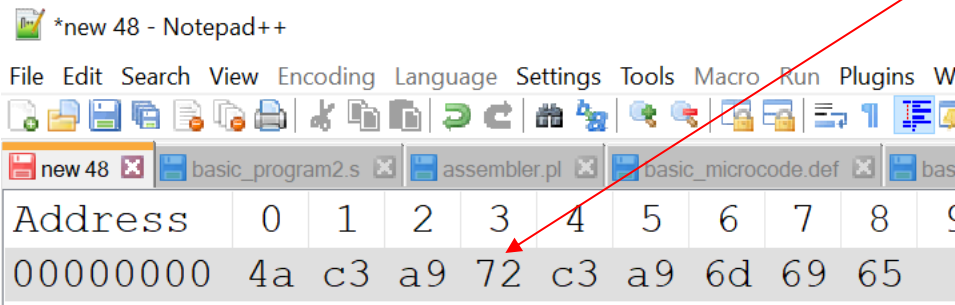 *new 48 - Notepad++
File Edit Search View Encoding Language Settings Tools Macro Run Plugins W
new 48 basic_program2.s assembler.pl basic_microcode.def bas
Address 0 1 2 3 4 5 6 7 8
00000000 4a c3 a9 72 c3 a9 6d 69 65